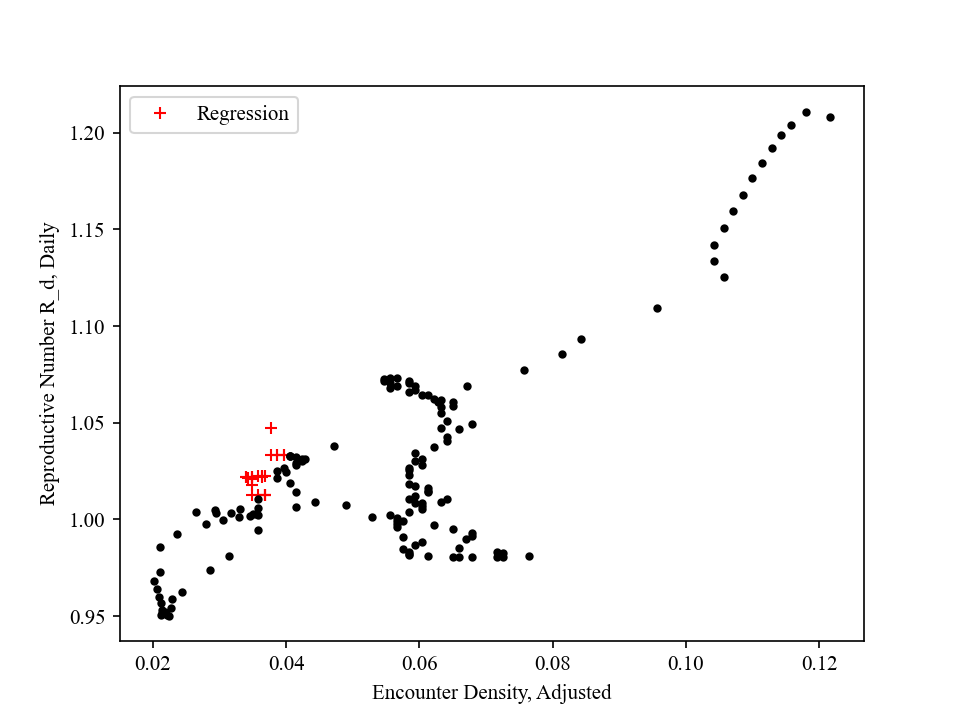 Regression
1.20
1.15
1.10
1.05
1.00
0.95
Reproductive Number R_d, Daily
0.02 0.04 0.06 0.08 0.10 0.12
Encounter Density, Adjusted